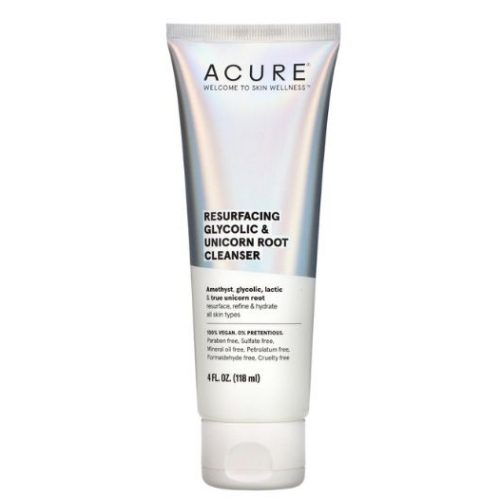 ACURE®
WELCOME TO SKIN WELLNESS™
RESURFACING
GLYCOLIC &
UNICORN ROOT
CLEANSER
Amethyst, glycolic, lactic
& true unicorn root
resurface, refine & hydrate
all skin types
100% VEGAN. 0% PRETENTIOUS.
Paraben free, Sulfate free,
Mineral oil free, Petrolatum free,
Formaldehyde free, Cruelty free
4 FL. OZ. (118 ml)